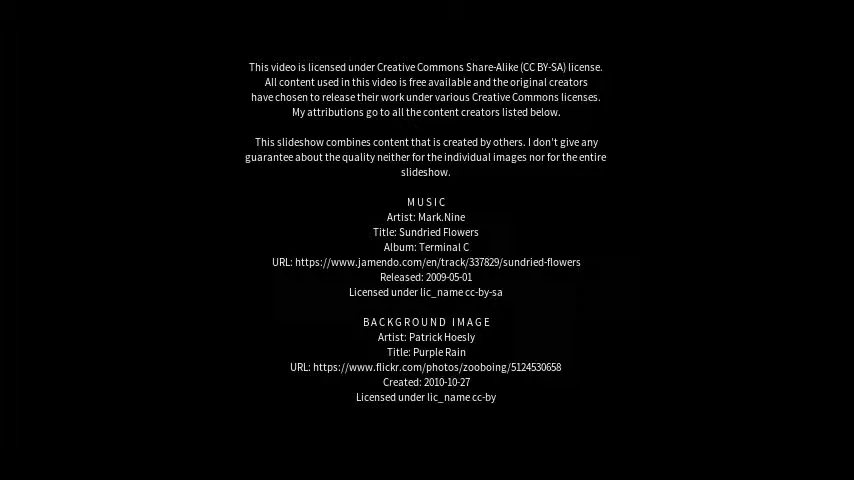 This video is licensed under Creative Commons Share-Alike (CC BY-SA) license.
All content used in this video is free available and the original creators
have chosen to release their work under various Creative Commons licenses.
My attributions go to all the content creators listed below.
This slideshow combines content that is created by others. I don't give any
guarantee about the quality neither for the individual images nor for the entire
slideshow.
M U S I C
Artist: Mark.Nine
Title: Sundried Flowers
Album: Terminal C
URL: https://www.jamendo.com/en/track/337829/sundried-flowers
Released: 2009-05-01
Licensed under lic_name cc-by-sa
B A C K G R O U N D   I M A G E
Artist: Patrick Hoesly
Title: Purple Rain
URL: https://www.flickr.com/photos/zooboing/5124530658
Created: 2010-10-27
Licensed under lic_name cc-by